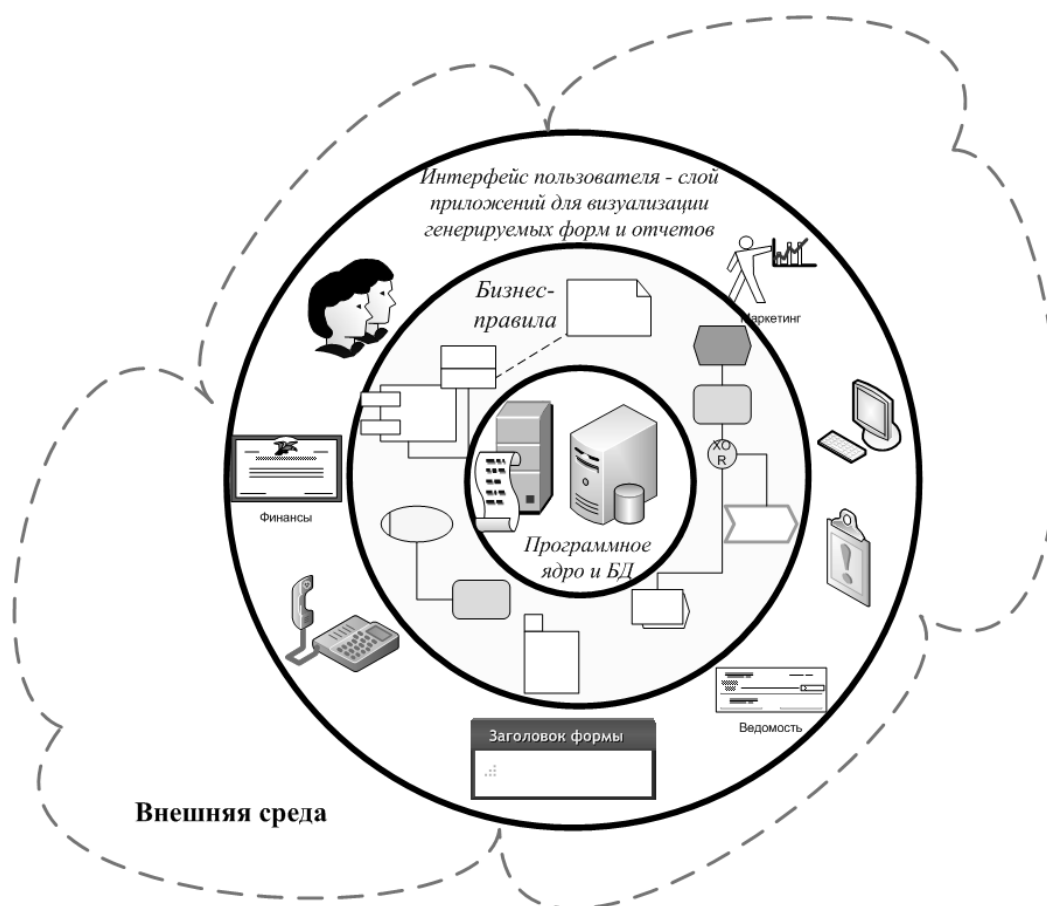 Интерфейс пользователя - слой
приложений для визуализации
генерируемых форм и отчетов
Маркетинг
Бизнес-
правила
XO
R
Финансы
Программное
ядро и БД
Ведомость
Заголовок формы
Внешняя среда